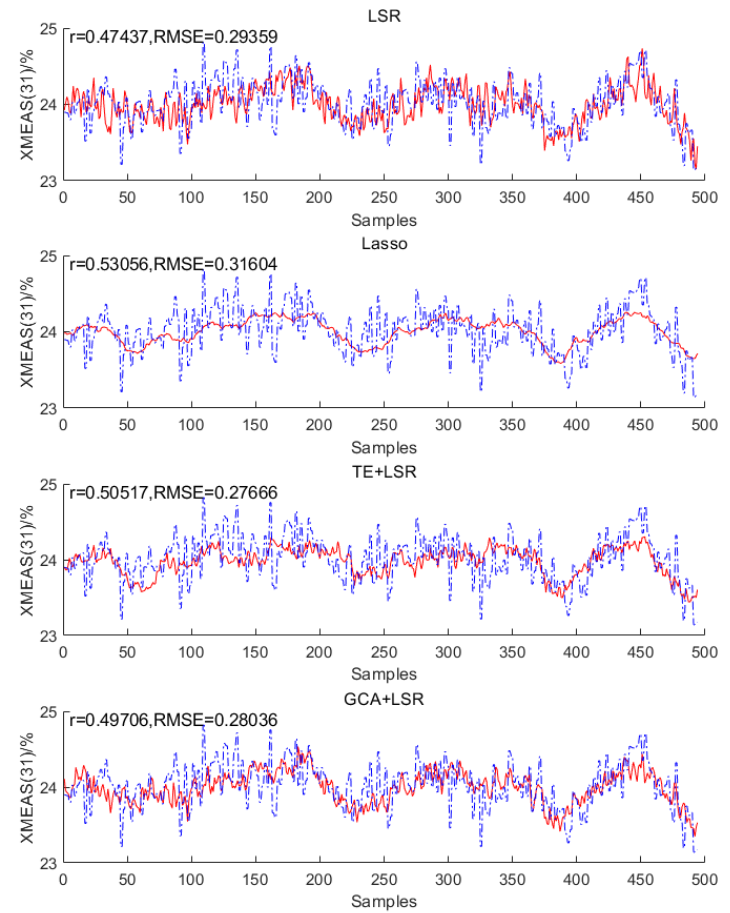 LSR
r=0.47437,RMSE=0.29359
XMEAS(31)/%
25
24
23
0 50 100 150 200 250 300 350 400 450 500
Samples
Lasso
r=0.53056,RMSE=0.31604
XMEAS(31)/%
25
24
23
0 50 100 150 200 250 300 350 400 450 500
Samples
TE+LSR
r=0.50517,RMSE=0.27666
XMEAS(31)/%
25
24
23
0 50 100 150 200 250 300 350 400 450 500
Samples
GCA+LSR
r=0.49706,RMSE=0.28036
XMEAS(31)/%
25
24
23
0 50 100 150 200 250 300 350 400 450 500
Samples